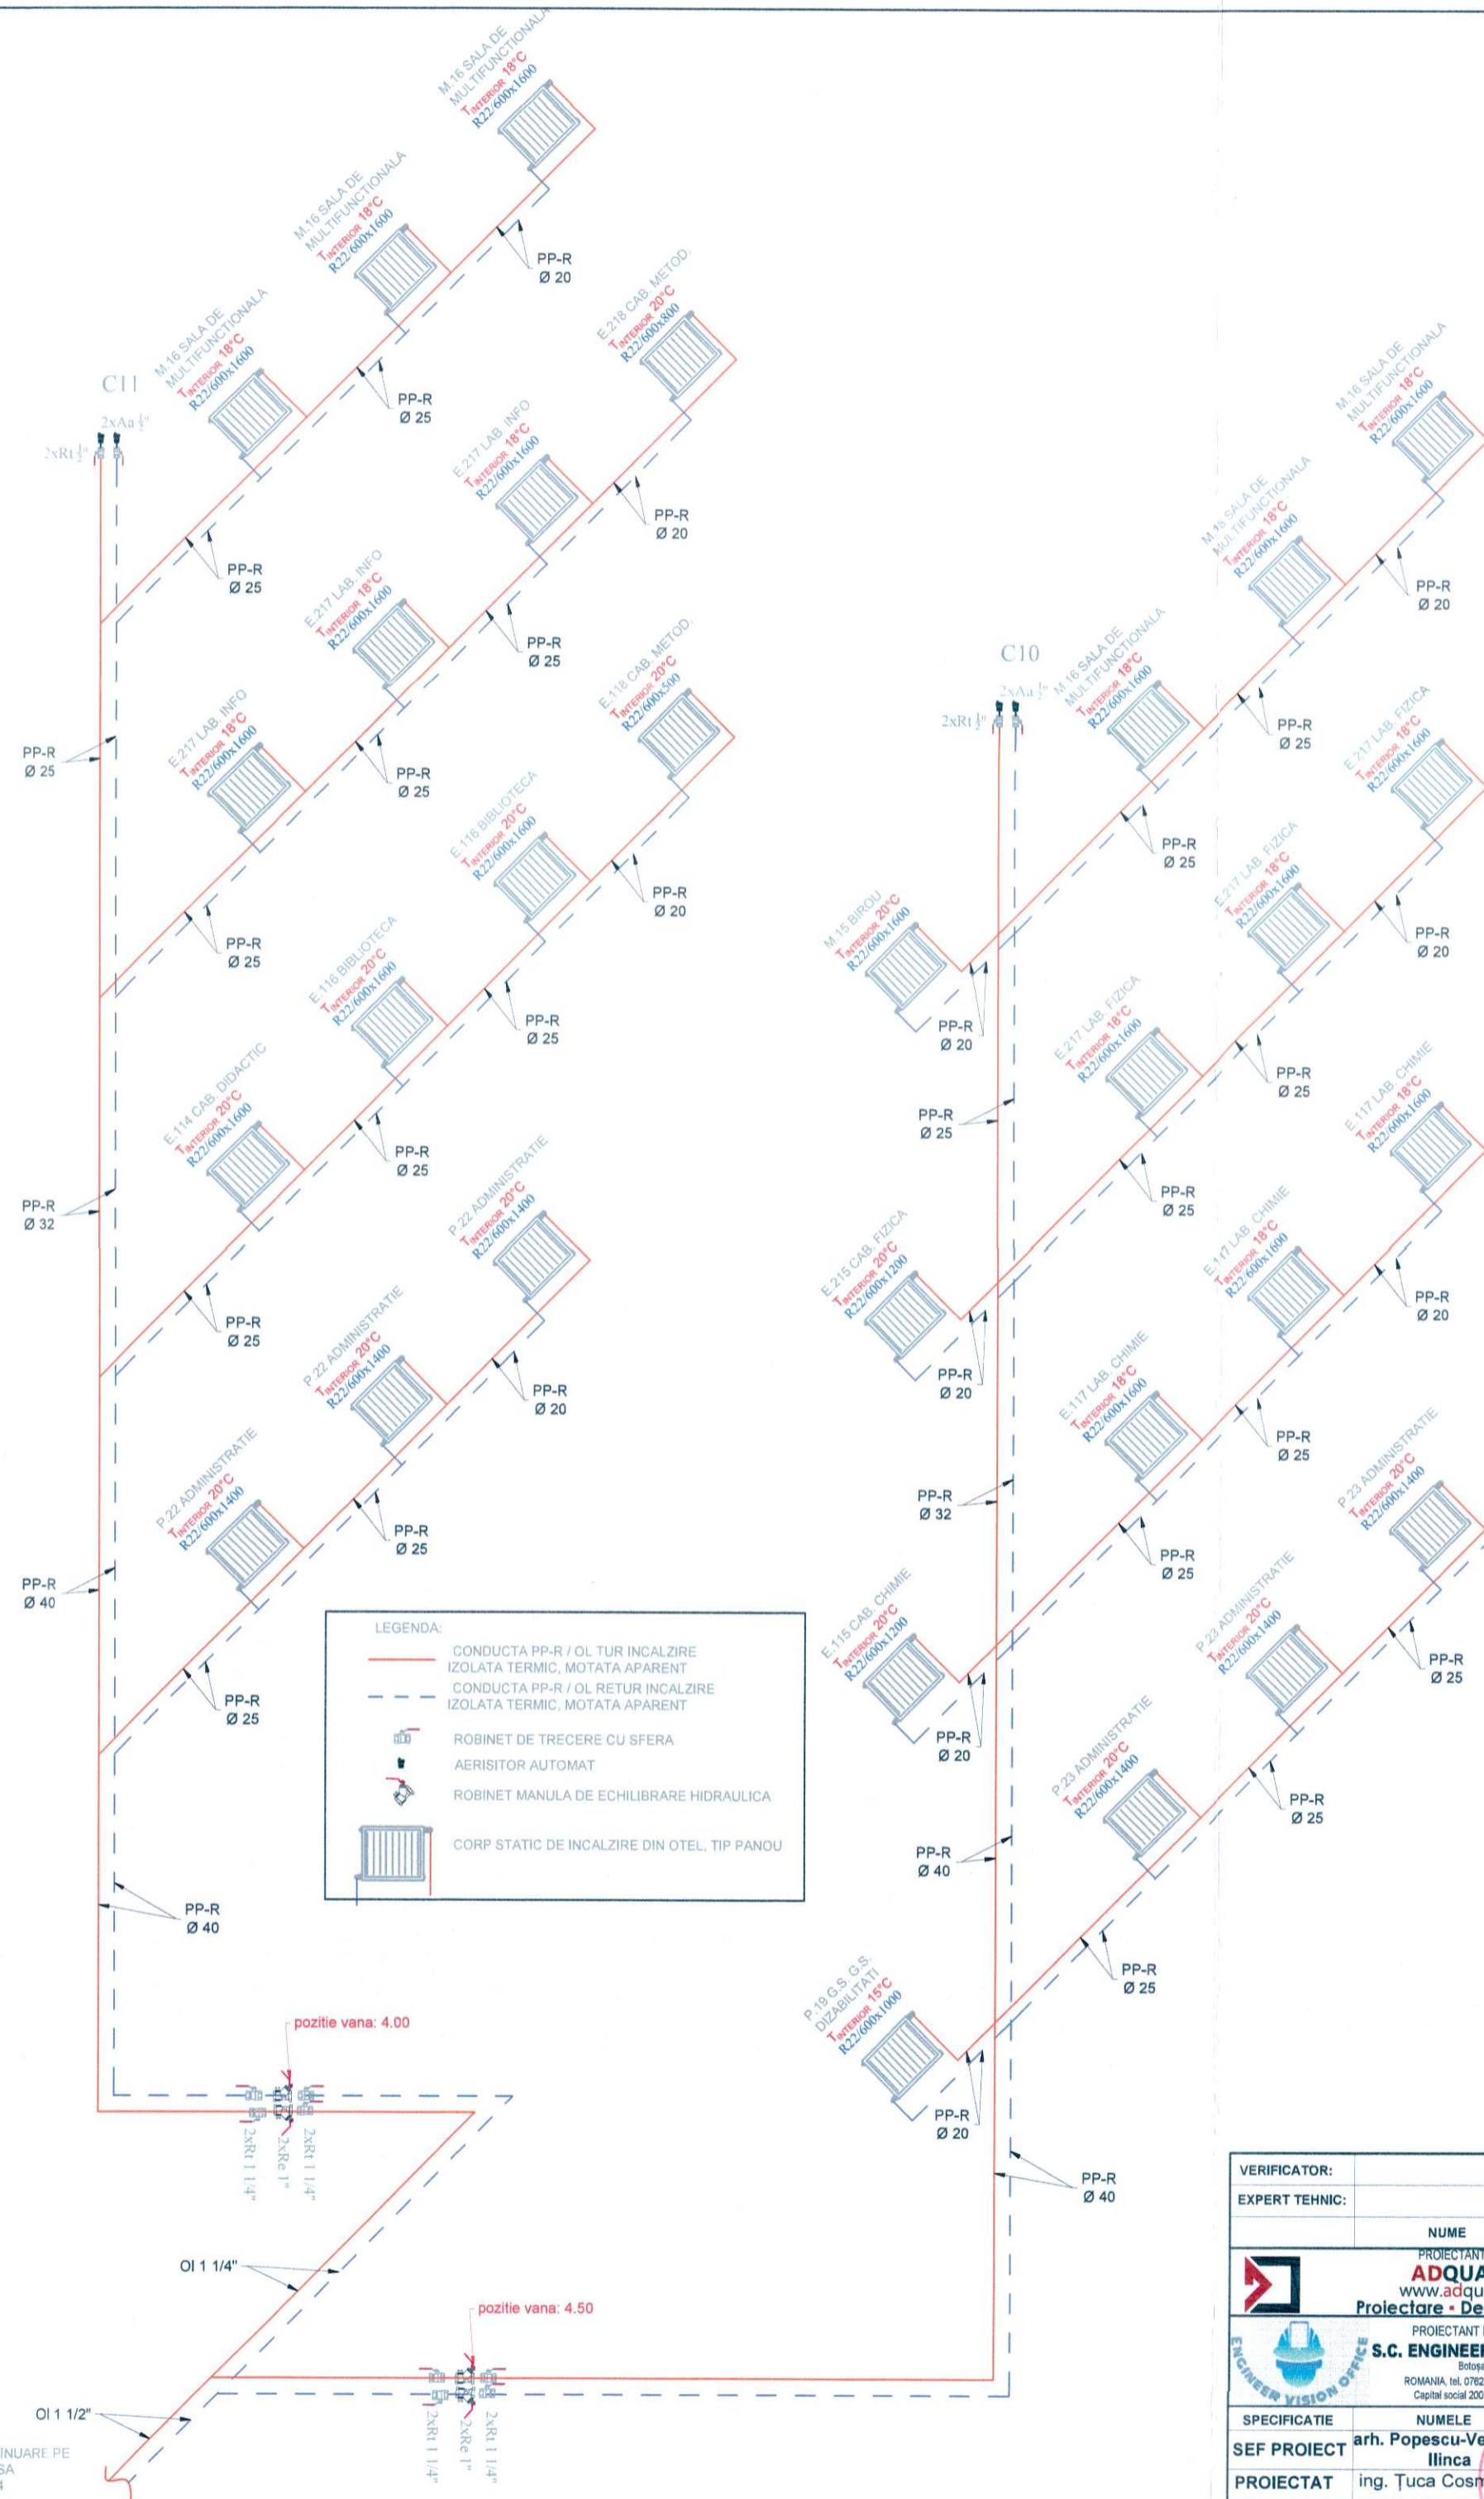 M.16 SALA DE
MULTIFUNCTIONALA
TINTERIOR 18°C
R22/600x1600
M.16 SALA DE
MULTIFUNCTIONALA
TINTERIOR 18°C
R22/600x1600
PP-R
Ø 20
M.16 SALA DE
MULTIFUNCTIONALA
TINTERIOR 18°C
R22/600x1600
PP-R
Ø 25
C11
2xAa ½"
2xRt ½"
PP-R
Ø 25
E.218 CAB. METOD.
TINTERIOR 20°C
R22/600x800
E.217 LAB. INFO
TINTERIOR 18°C
R22/600x1600
PP-R
Ø 20
E.217 LAB. INFO
TINTERIOR 18°C
R22/600x1600
PP-R
Ø 25
E.217 LAB. INFO
TINTERIOR 18°C
R22/600x1600
PP-R
Ø 25
PP-R
Ø 25
PP-R
Ø 25
E.118 CAB. METOD.
TINTERIOR 20°C
R22/600x500
E.116 BIBLIOTECA
TINTERIOR 20°C
R22/600x1600
PP-R
Ø 20
E.116 BIBLIOTECA
TINTERIOR 20°C
R22/600x1600
PP-R
Ø 25
E.114 CAB. DIDACTIC
TINTERIOR 20°C
R22/600x1600
PP-R
Ø 25
PP-R
Ø 32
PP-R
Ø 25
P.22 ADMINISTRATIE
TINTERIOR 20°C
R22/600x1400
P.22 ADMINISTRATIE
TINTERIOR 20°C
R22/600x1400
PP-R
Ø 20
P.22 ADMINISTRATIE
TINTERIOR 20°C
R22/600x1400
PP-R
Ø 25
PP-R
Ø 40
PP-R
Ø 25
PP-R
Ø 40
M.16 SALA DE
MULTIFUNCTIONALA
TINTERIOR 18°C
R22/600x1600
M.16 SALA DE
MULTIFUNCTIONALA
TINTERIOR 18°C
R22/600x1600
PP-R
Ø 20
M.16 SALA DE
MULTIFUNCTIONALA
TINTERIOR 18°C
R22/600x1600
PP-R
Ø 25
C10
2xAa ½"
2xRt ½"
PP-R
Ø 25
M.15 BIROU
TINTERIOR 20°C
R22/600x1600
PP-R
Ø 20
E.217 LAB. FIZICA
TINTERIOR 18°C
R22/600x1600
E.217 LAB. FIZICA
TINTERIOR 18°C
R22/600x1600
PP-R
Ø 20
E.217 LAB. FIZICA
TINTERIOR 18°C
R22/600x1600
PP-R
Ø 25
PP-R
Ø 25
PP-R
Ø 25
E.215 CAB. FIZICA
TINTERIOR 20°C
R22/600x1200
PP-R
Ø 20
E.117 LAB. CHIMIE
TINTERIOR 18°C
R22/600x1600
E.117 LAB. CHIMIE
TINTERIOR 18°C
R22/600x1600
PP-R
Ø 20
E.117 LAB. CHIMIE
TINTERIOR 18°C
R22/600x1600
PP-R
Ø 25
PP-R
Ø 32
PP-R
Ø 25
E.115 CAB. CHIMIE
TINTERIOR 20°C
R22/600x1200
PP-R
Ø 20
P.23 ADMINISTRATIE
TINTERIOR 20°C
R22/600x1400
P.23 ADMINISTRATIE
TINTERIOR 20°C
R22/600x1400
PP-R
Ø 25
P.23 ADMINISTRATIE
TINTERIOR 20°C
R22/600x1400
PP-R
Ø 25
PP-R
Ø 40
PP-R
Ø 25
P.19 G.S. G.S.
DIZABILITATI
TINTERIOR 15°C
R22/600x1000
PP-R
Ø 20
PP-R
Ø 40
LEGENDA:
CONDUCTA PP-R / OL TUR INCALZIRE
IZOLATA TERMIC, MOTATA APARENT
CONDUCTA PP-R / OL RETUR INCALZIRE
IZOLATA TERMIC, MOTATA APARENT
ROBINET DE TRECERE CU SFERA
AERISITOR AUTOMAT
ROBINET MANULA DE ECHILIBRARE HIDRAULICA
CORP STATIC DE INCALZIRE DIN OTEL, TIP PANOU
pozitie vana: 4.00
2xRt 1 1/4"
2xRe 1"
2xRt 1 1/4"
Ol 1 1/4"
pozitie vana: 4.50
2xRt 1 1/4"
2xRe 1"
2xRt 1 1/4"
Ol 1 1/2"
INUARE PE
SA
VERIFICATOR:
EXPERT TEHNIC:
NUME
PROIECTANT
ADQUA
www.adqu
Proiectare • De
ENGINEER VISION OFFICE
PROIECTANT
S.C. ENGINEE
Botoșa
ROMANIA, tel. 0762
Capital social 200
SPECIFICATIE
NUMELE
SEF PROIECT
arh. Popescu-Ve
Ilinca
PROIECTAT
ing. Țuca Cosm